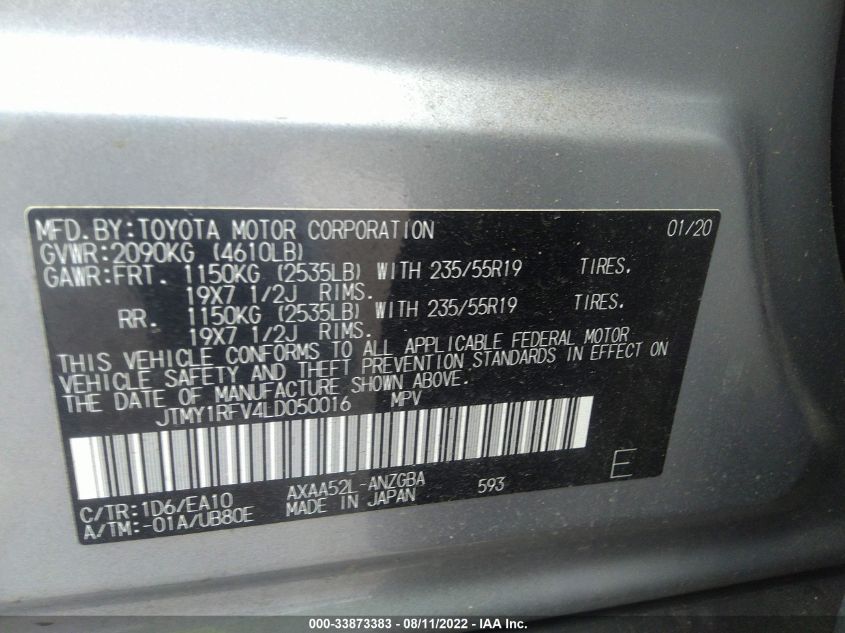 MFD.BY:TOYOTA MOTOR CORPORATION 01/20
GVWR:2090KG (4610LB)
GAWR:FRT. 1150KG (2535LB) WITH 235/55R19 TIRES.
19X7 1/2J RIMS.
RR. 1150KG (2535LB) WITH 235/55R19 TIRES.
19X7 1/2J RIMS.
THIS VEHICLE CONFORMS TO ALL APPLICABLE FEDERAL MOTOR
VEHICLE SAFETY AND THEFT PREVENTION STANDARDS IN EFFECT ON
THE DATE OF MANUFACTURE SHOWN ABOVE.
JTMY1RFV4LD050016 MPV
E
AXAA52L-ANZGBA 593
C/TR:1D6/EA10 MADE IN JAPAN
A/TM:-01A/UB80E
000-33873383 - 08/11/2022 - IAA Inc.